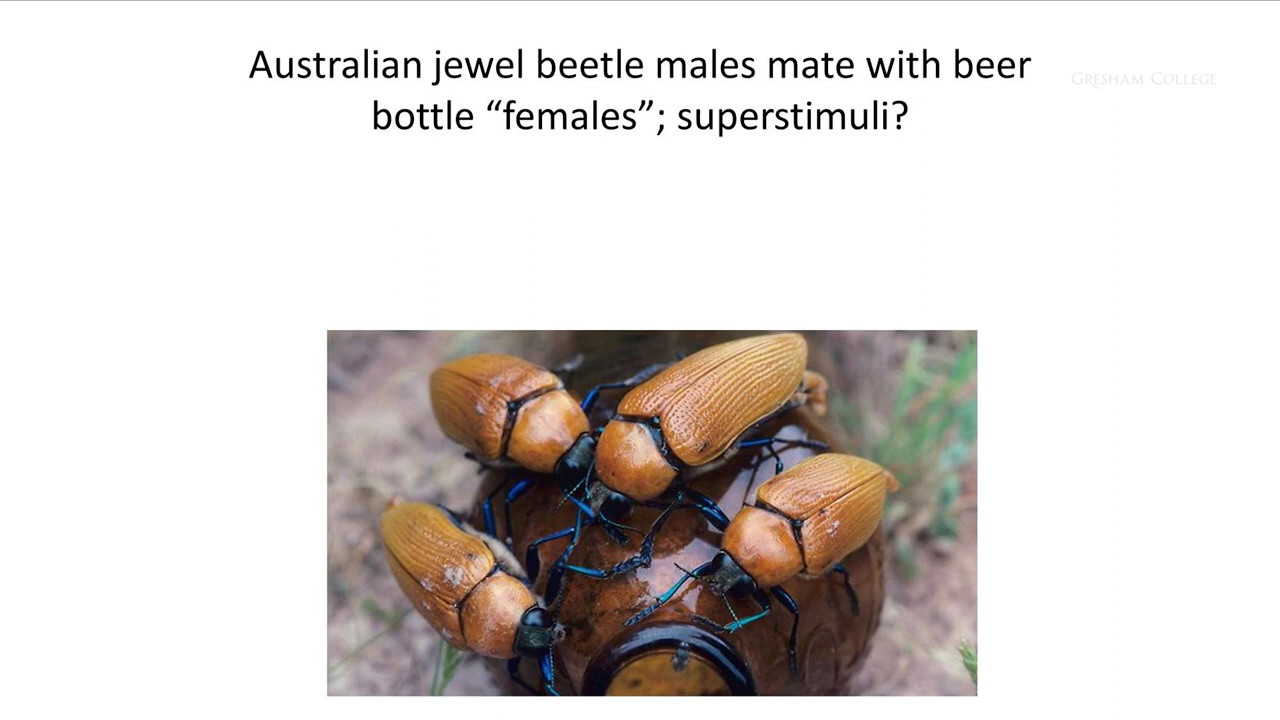 Australian jewel beetle males mate with beer
bottle “females”; superstimuli?
GRESHAM COLLEGE